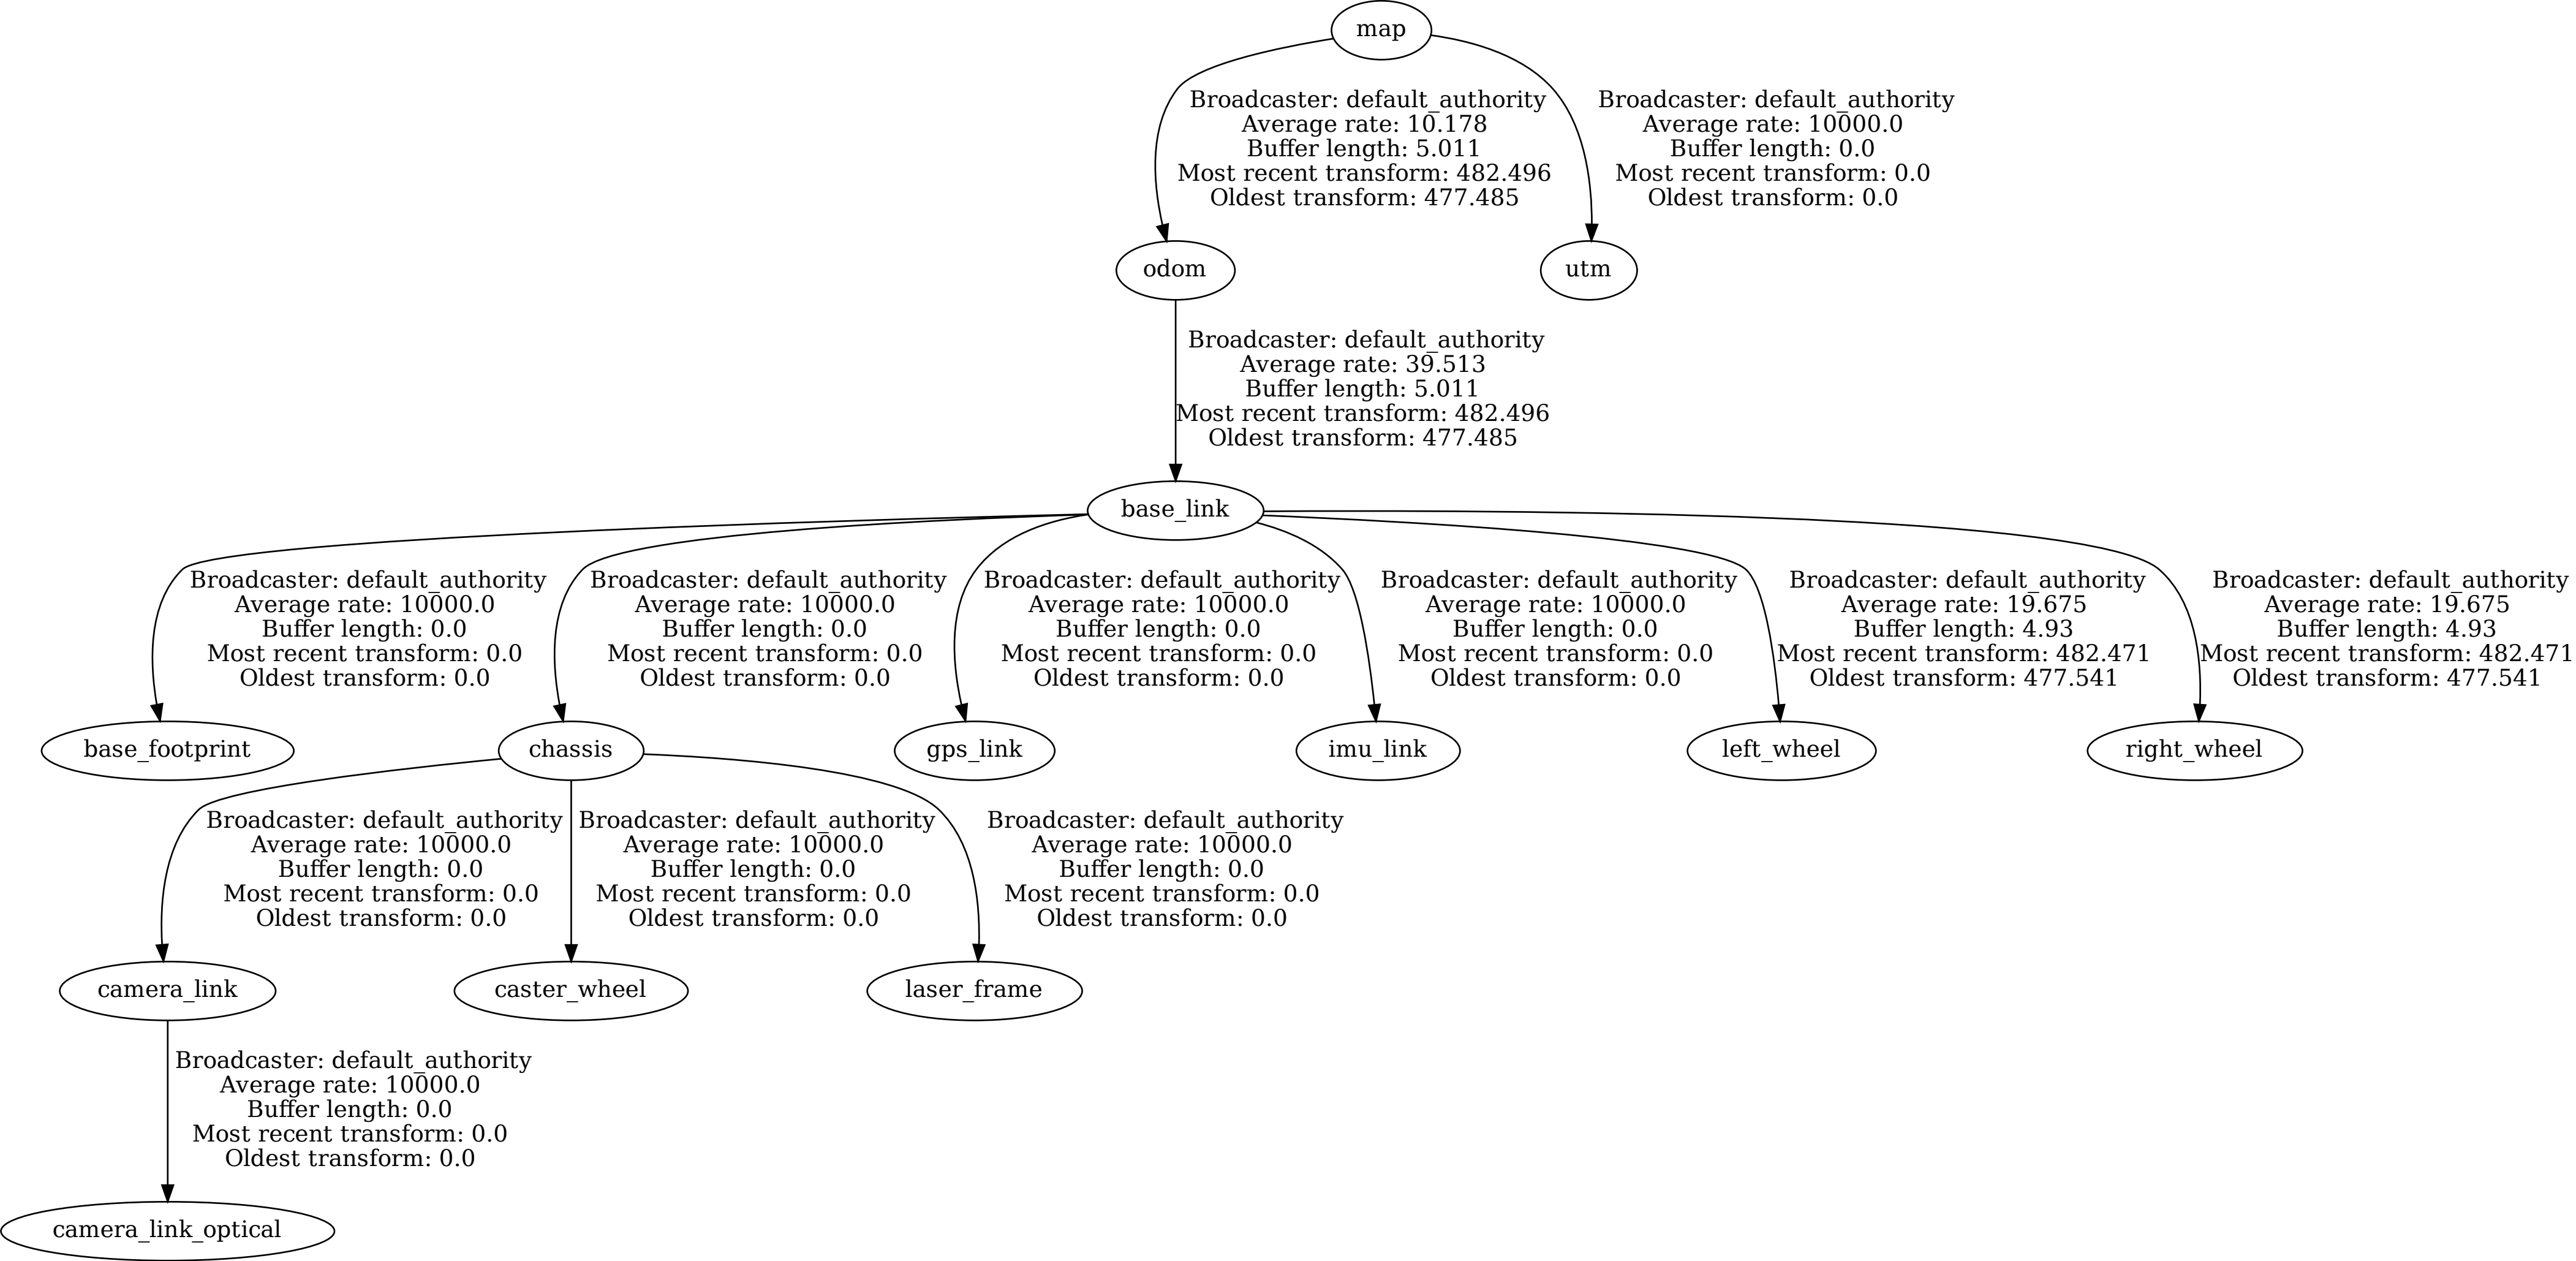 map
Broadcaster: default_authority
Average rate: 10.178
Buffer length: 5.011
Most recent transform: 482.496
Oldest transform: 477.485
Broadcaster: default_authority
Average rate: 10000.0
Buffer length: 0.0
Most recent transform: 0.0
Oldest transform: 0.0
odom
utm
Broadcaster: default_authority
Average rate: 39.513
Buffer length: 5.011
Most recent transform: 482.496
Oldest transform: 477.485
base_link
Broadcaster: default_authority
Average rate: 10000.0
Buffer length: 0.0
Most recent transform: 0.0
Oldest transform: 0.0
Broadcaster: default_authority
Average rate: 10000.0
Buffer length: 0.0
Most recent transform: 0.0
Oldest transform: 0.0
Broadcaster: default_authority
Average rate: 10000.0
Buffer length: 0.0
Most recent transform: 0.0
Oldest transform: 0.0
Broadcaster: default_authority
Average rate: 10000.0
Buffer length: 0.0
Most recent transform: 0.0
Oldest transform: 0.0
Broadcaster: default_authority
Average rate: 19.675
Buffer length: 4.93
Most recent transform: 482.471
Oldest transform: 477.541
Broadcaster: default_authority
Average rate: 19.675
Buffer length: 4.93
Most recent transform: 482.471
Oldest transform: 477.541
base_footprint
chassis
gps_link
imu_link
left_wheel
right_wheel
Broadcaster: default_authority
Average rate: 10000.0
Buffer length: 0.0
Most recent transform: 0.0
Oldest transform: 0.0
Broadcaster: default_authority
Average rate: 10000.0
Buffer length: 0.0
Most recent transform: 0.0
Oldest transform: 0.0
Broadcaster: default_authority
Average rate: 10000.0
Buffer length: 0.0
Most recent transform: 0.0
Oldest transform: 0.0
camera_link
caster_wheel
laser_frame
Broadcaster: default_authority
Average rate: 10000.0
Buffer length: 0.0
Most recent transform: 0.0
Oldest transform: 0.0
camera_link_optical